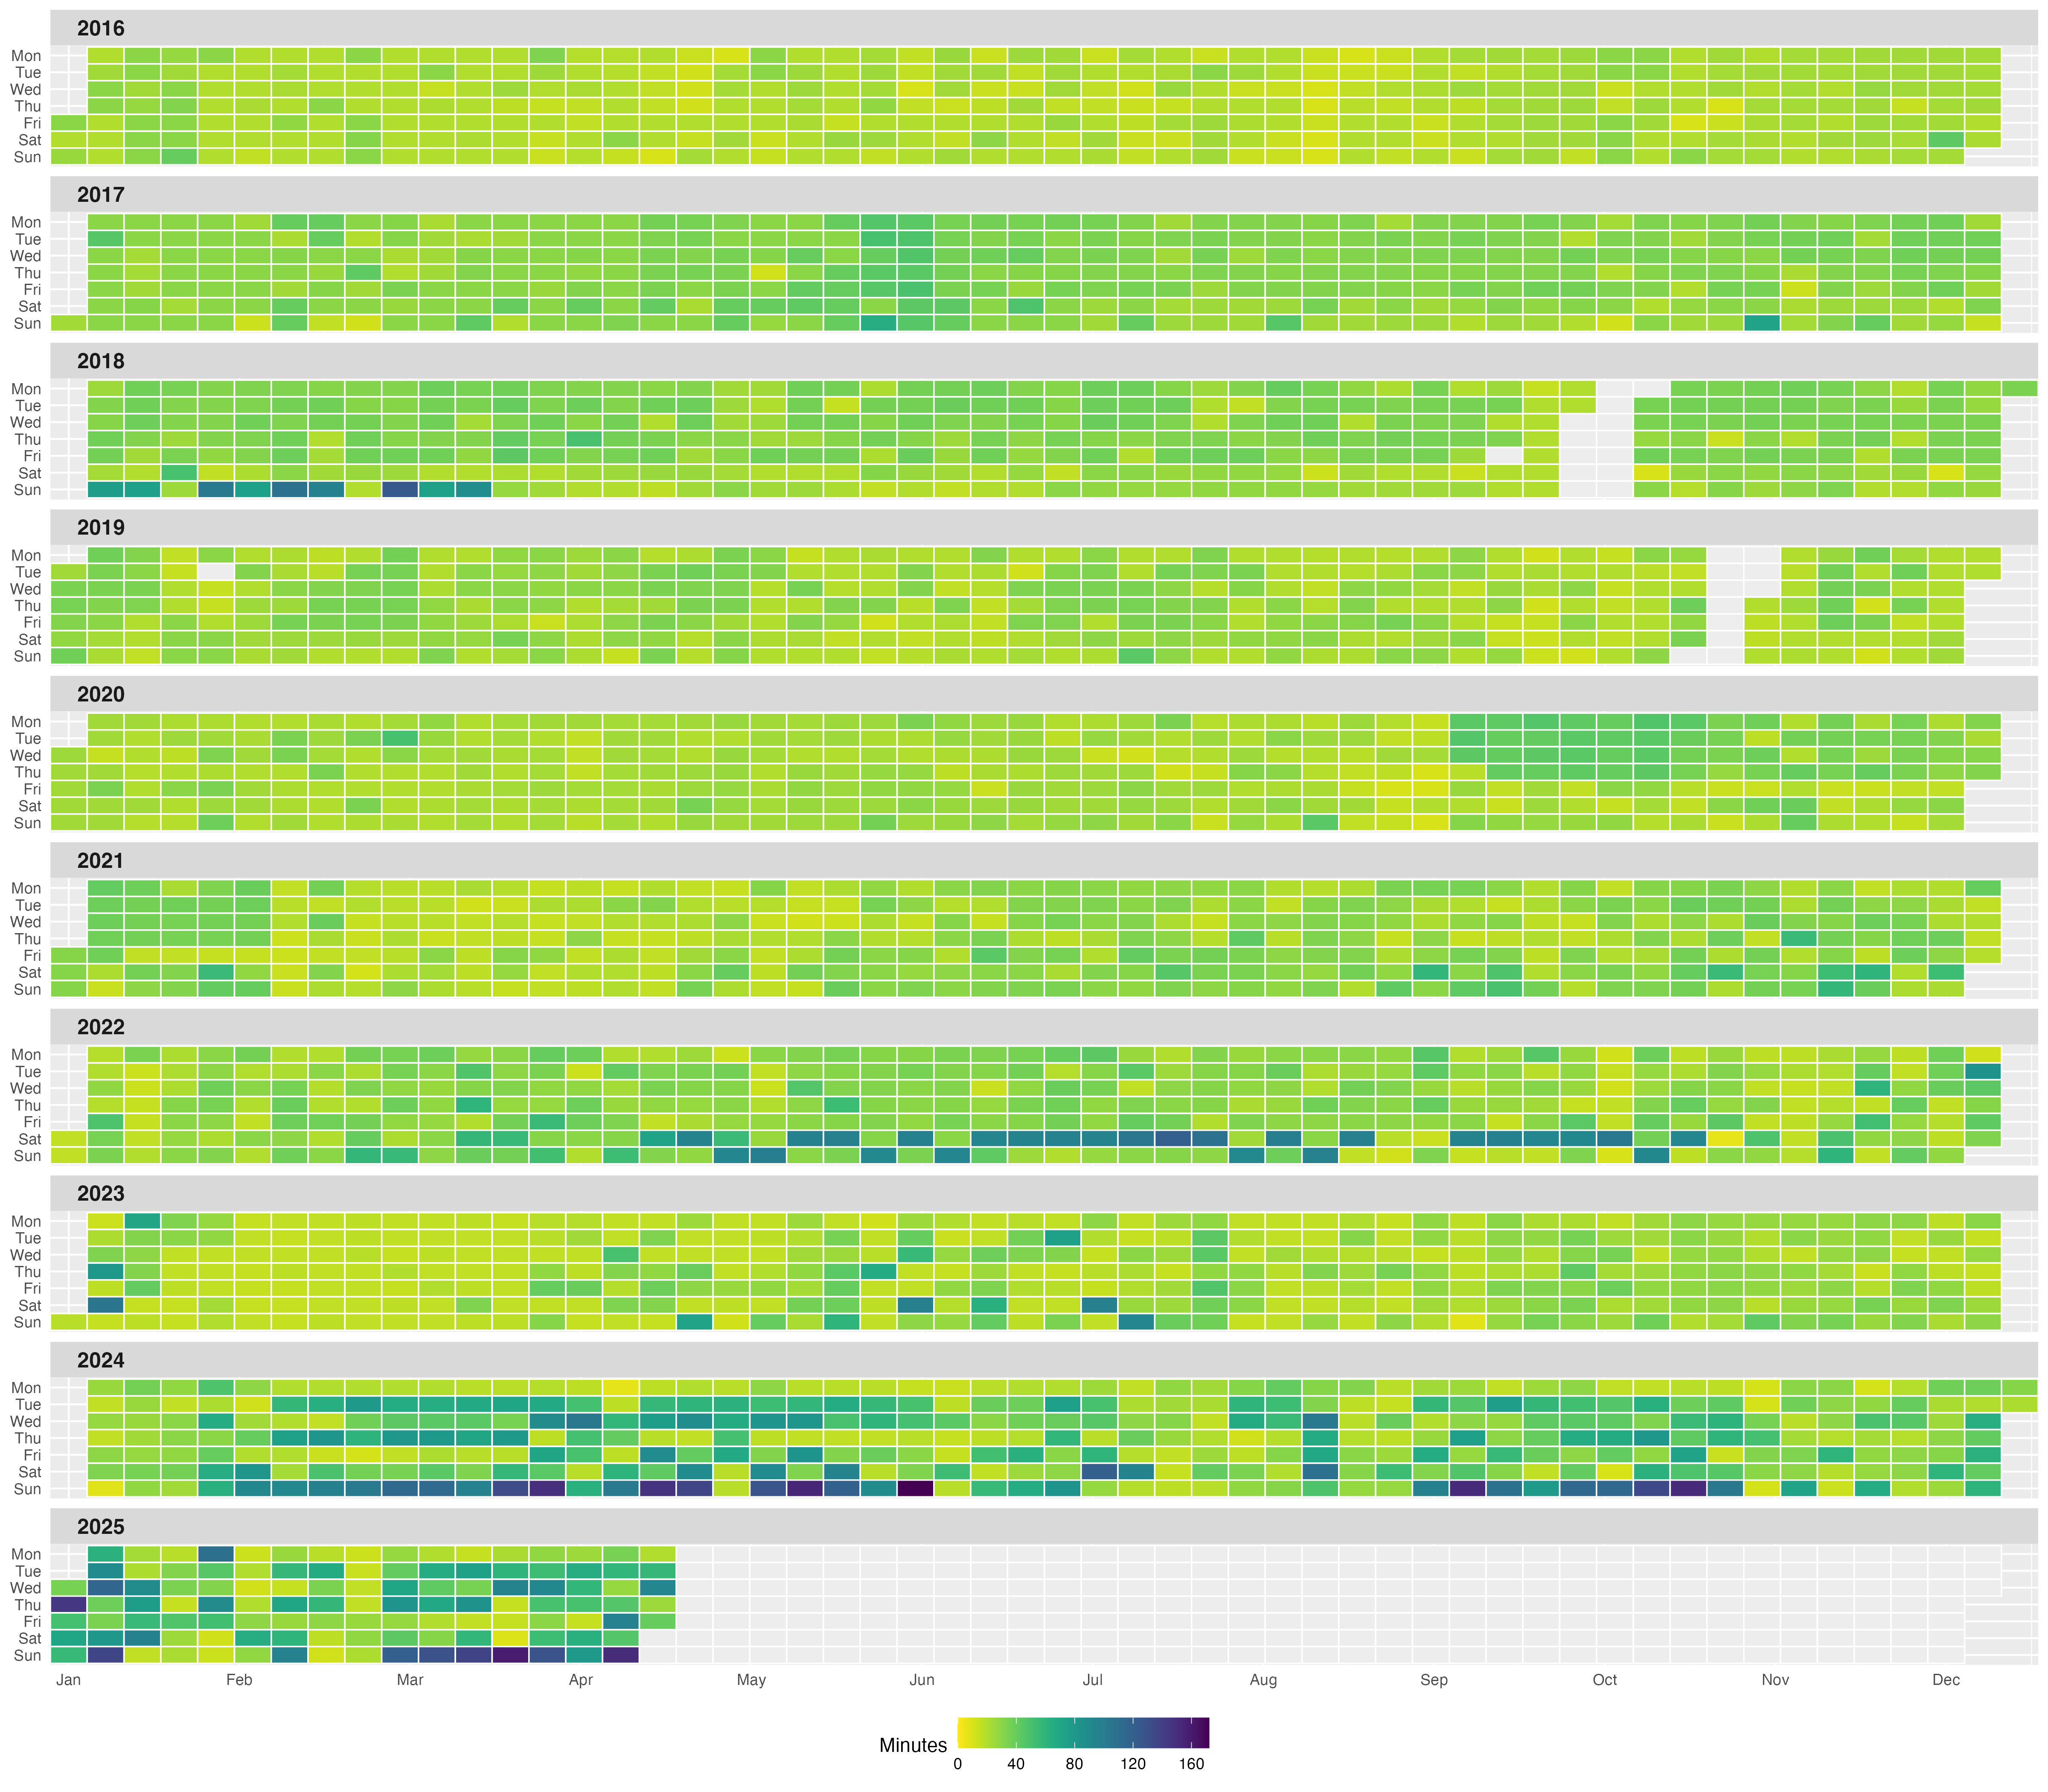 2016
Mon
Tue
Wed
Thu
Fri
Sat
Sun
2017
Mon
Tue
Wed
Thu
Fri
Sat
Sun
2018
Mon
Tue
Wed
Thu
Fri
Sat
Sun
2019
Mon
Tue
Wed
Thu
Fri
Sat
Sun
2020
Mon
Tue
Wed
Thu
Fri
Sat
Sun
2021
Mon
Tue
Wed
Thu
Fri
Sat
Sun
2022
Mon
Tue
Wed
Thu
Fri
Sat
Sun
2023
Mon
Tue
Wed
Thu
Fri
Sat
Sun
2024
Mon
Tue
Wed
Thu
Fri
Sat
Sun
2025
Mon
Tue
Wed
Thu
Fri
Sat
Sun
Jan Feb Mar Apr May Jun Jul Aug Sep Oct Nov Dec
Minutes
0 40 80 120 160